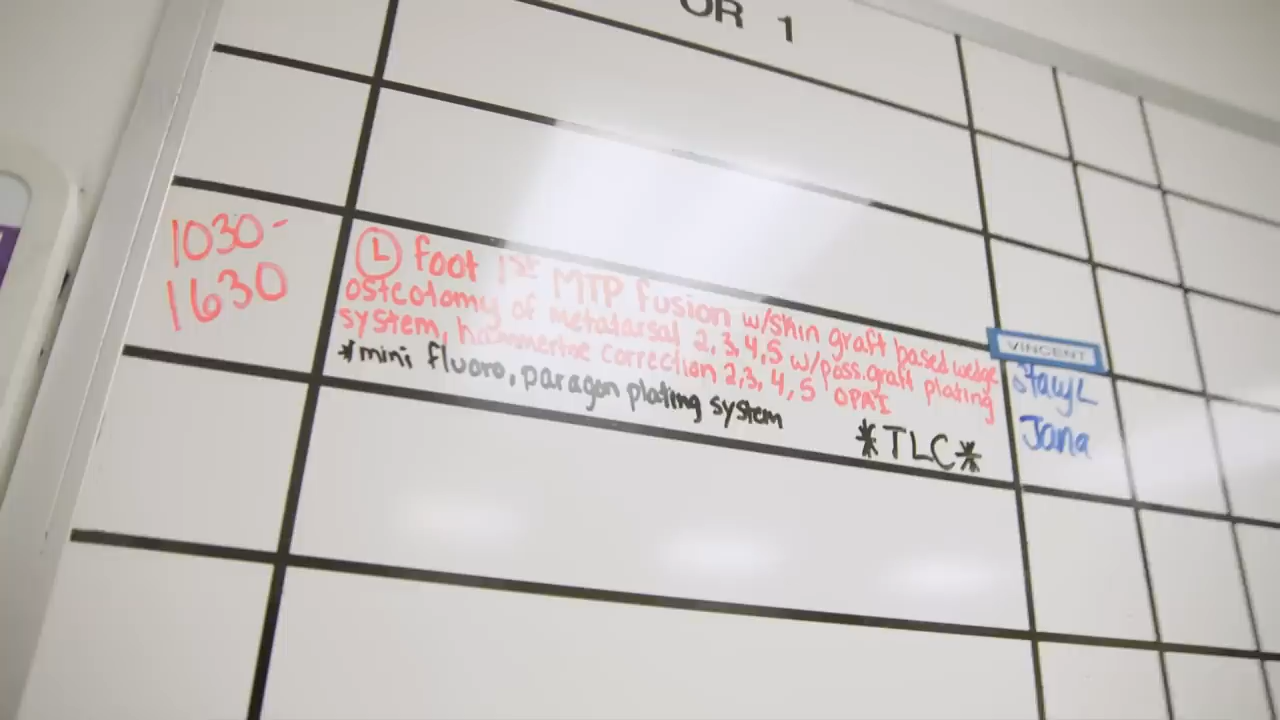 OR 1
1030-
1630
Ⓛ foot 1st MTP fusion w/skin graft based wedge
osteotomy of metatarsal 2,3,4,5 w/poss.graft plating
system, hammertoe correction 2,3,4,5 OPAI
*mini fluoro, paragon plating system
*TLC*
VINCENT
Stacy L
Jana